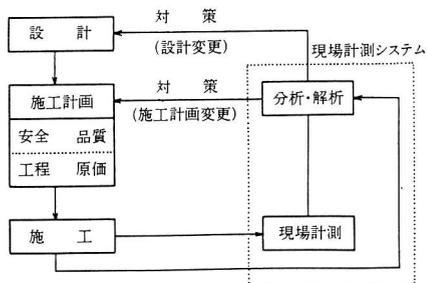 対　策
設　計
(設計変更)
現場計測システム
対　策
施工計画
分析・解析
(施工計画変更)
安全　品質
工程　原価
施　工
現場計測